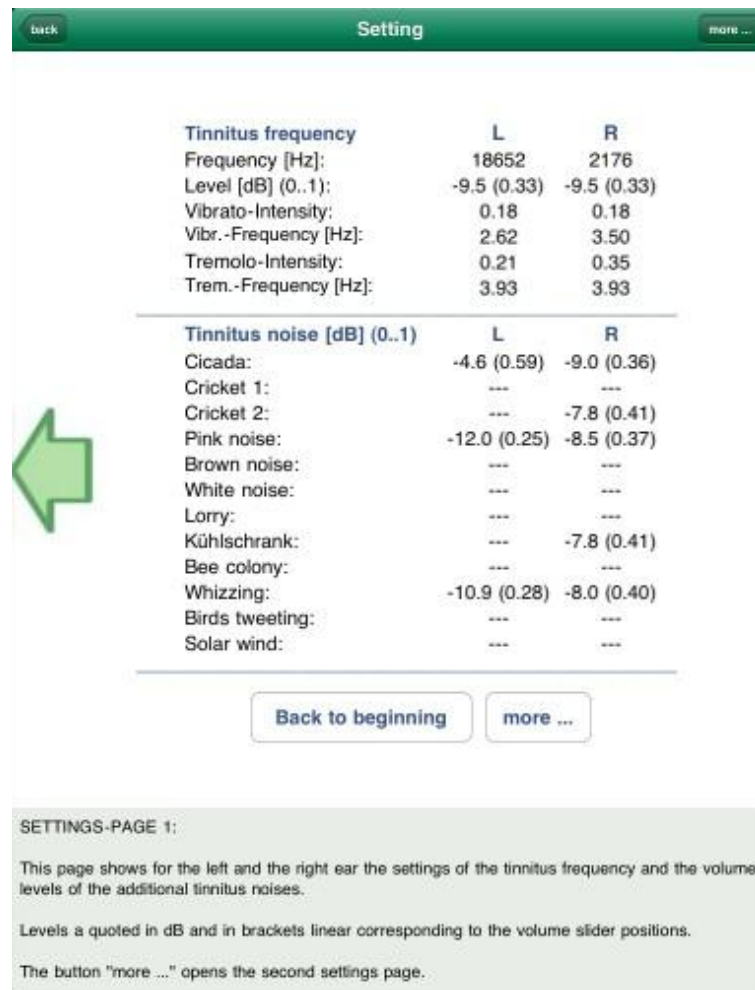 back Setting more ...
Tinnitus frequency L R
Frequency [Hz]: 18652 2176
Level [dB] (0..1): -9.5 (0.33) -9.5 (0.33)
Vibrato-Intensity: 0.18 0.18
Vibr.-Frequency [Hz]: 2.62 3.50
Tremolo-Intensity: 0.21 0.35
Trem.-Frequency [Hz]: 3.93 3.93
Tinnitus noise [dB] (0..1) L R
Cicada: -4.6 (0.59) -9.0 (0.36)
Cricket 1: --- ---
Cricket 2: --- -7.8 (0.41)
Pink noise: -12.0 (0.25) -8.5 (0.37)
Brown noise: --- ---
White noise: --- ---
Lorry: --- ---
Kühlschrank: --- -7.8 (0.41)
Bee colony: --- ---
Whizzing: -10.9 (0.28) -8.0 (0.40)
Birds tweeting: --- ---
Solar wind: --- ---
Back to beginning more ...
SETTINGS-PAGE 1:
This page shows for the left and the right ear the settings of the tinnitus frequency and the volume
levels of the additional tinnitus noises.
Levels a quoted in dB and in brackets linear corresponding to the volume slider positions.
The button "more ..." opens the second settings page.